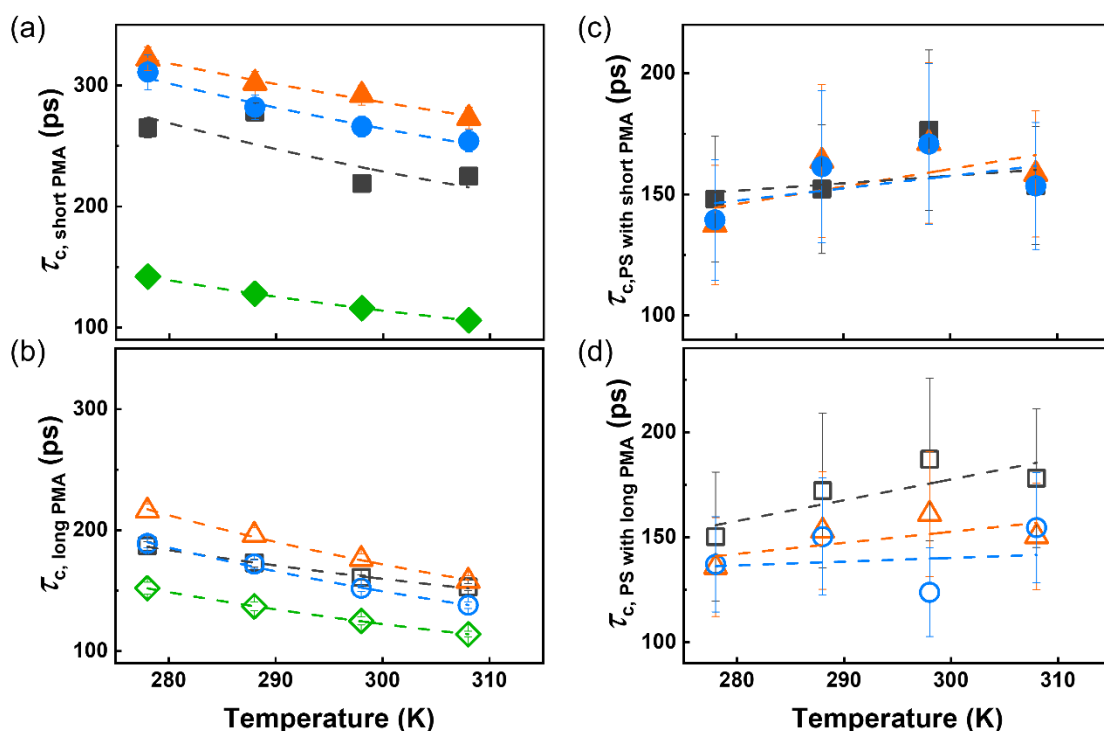 (a)
τc, short PMA (ps)
300
200
100
(b)
τc, long PMA (ps)
300
200
100
280 290 300 310
Temperature (K)
(c)
τc,PS with short PMA (ps)
200
150
100
(d)
τc, PS with long PMA (ps)
200
150
100
280 290 300 310
Temperature (K)